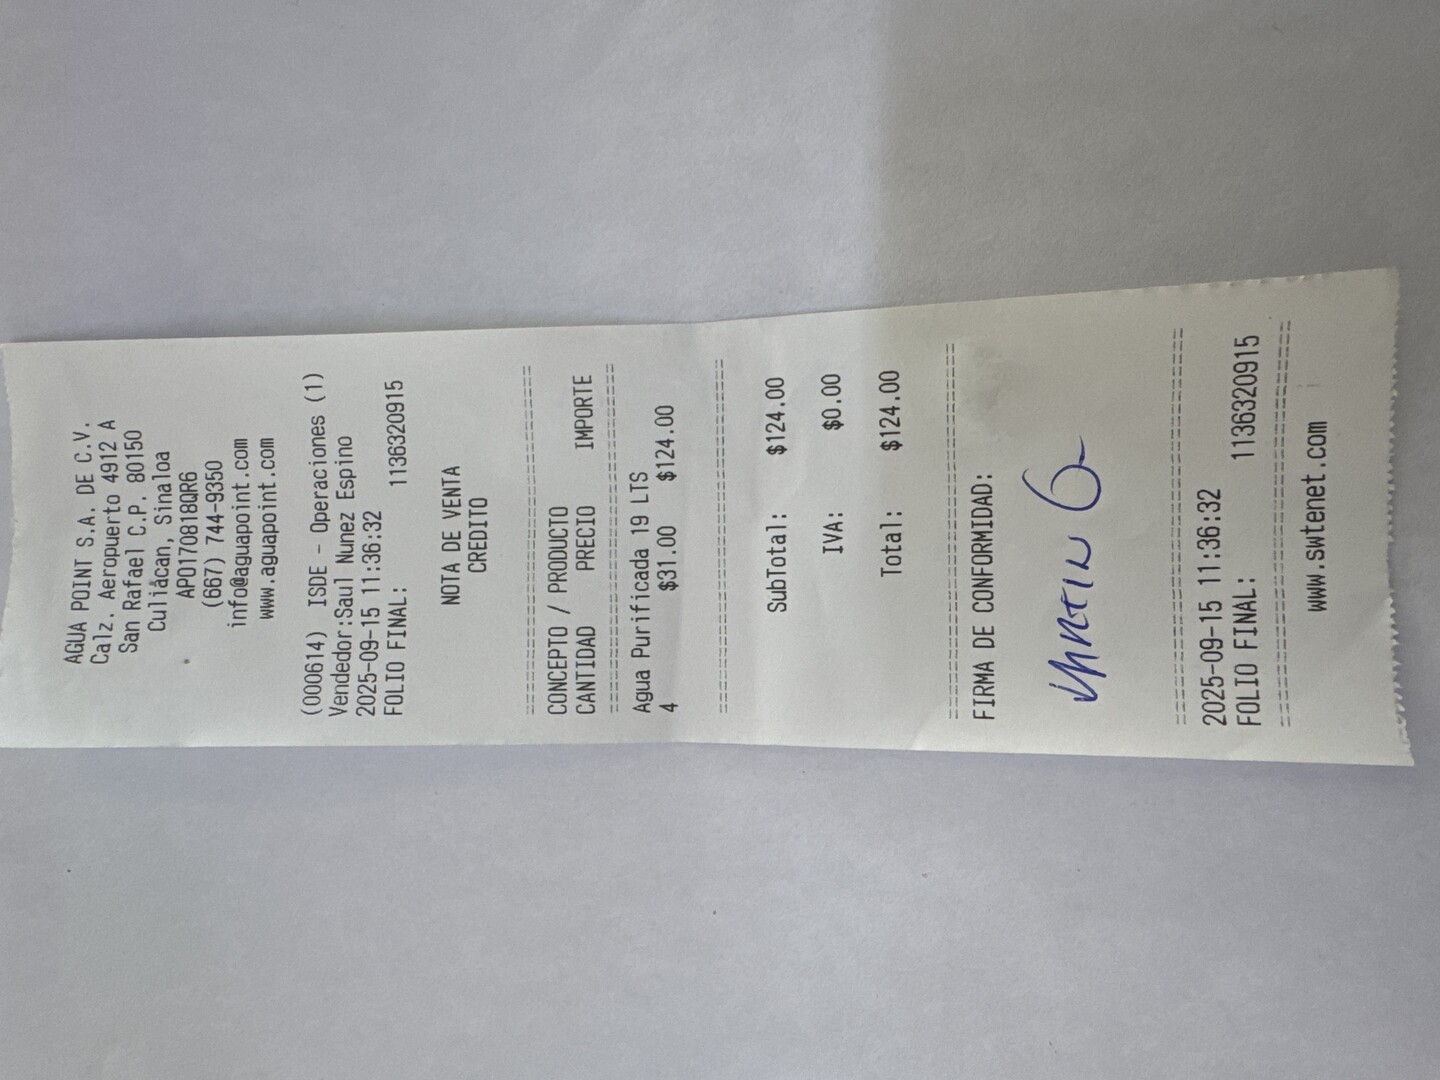 AGUA POINT S.A. DE C.V.
Calz. Aeropuerto 4912 A
San Rafael C.P. 80150
Culiácan, Sinaloa
APO170818QR6
(667) 744-9350
info@aguapoint.com
www.aguapoint.com
(000614) ISDE - Operaciones (1)
Vendedor:Saul Nunez Espino
2025-09-15 11:36:32
FOLIO FINAL: 1136320915
NOTA DE VENTA
CREDITO
==============================
CONCEPTO / PRODUCTO
CANTIDAD PRECIO IMPORTE
==============================
Agua Purificada 19 LTS
4 $31.00 $124.00
==============================
SubTotal: $124.00
IVA: $0.00
Total: $124.00
==============================
FIRMA DE CONFORMIDAD:
MARTIN G
==============================
2025-09-15 11:36:32
FOLIO FINAL: 1136320915
==============================
www.swtenet.com